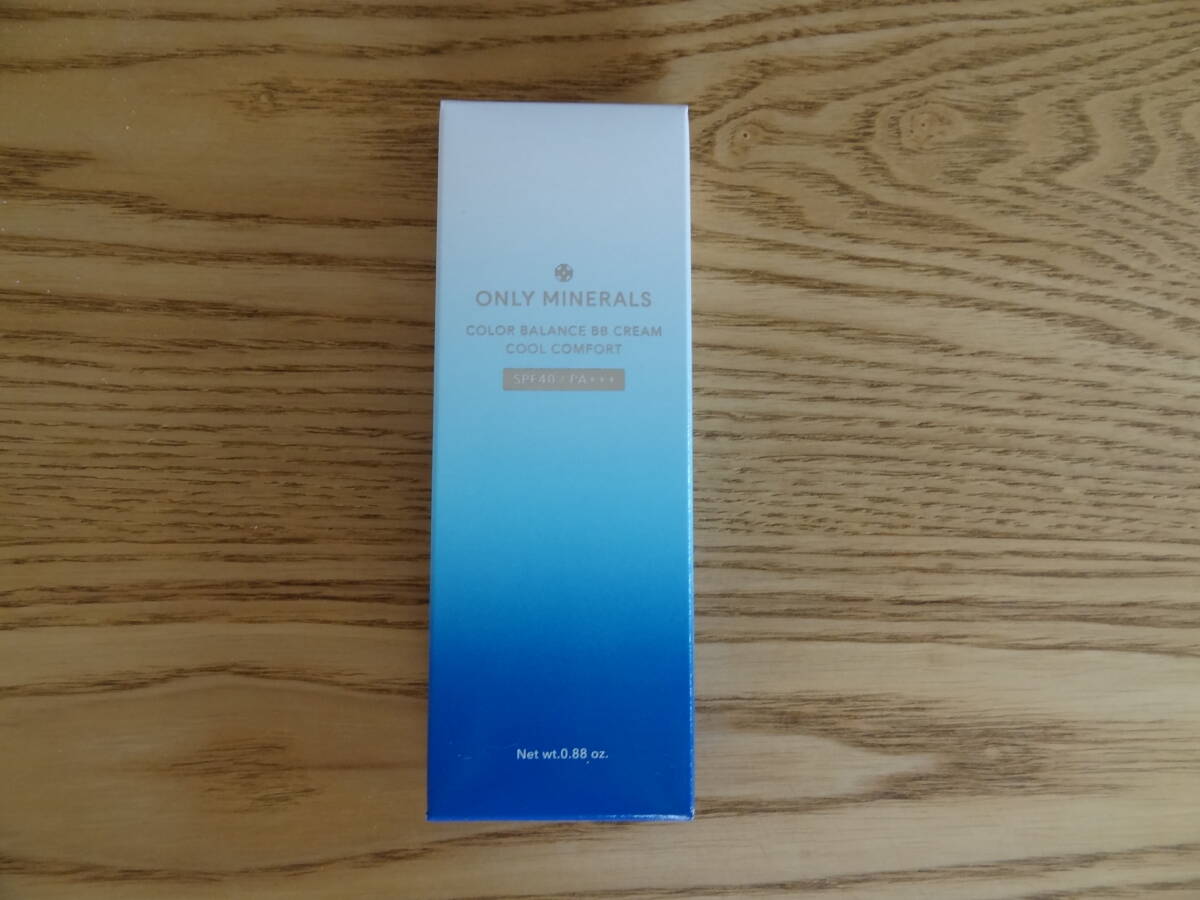 ONLY MINERALS
COLOR BALANCE BB CREAM
COOL COMFORT
SPF40 / PA+++
Net wt.0.88 oz.